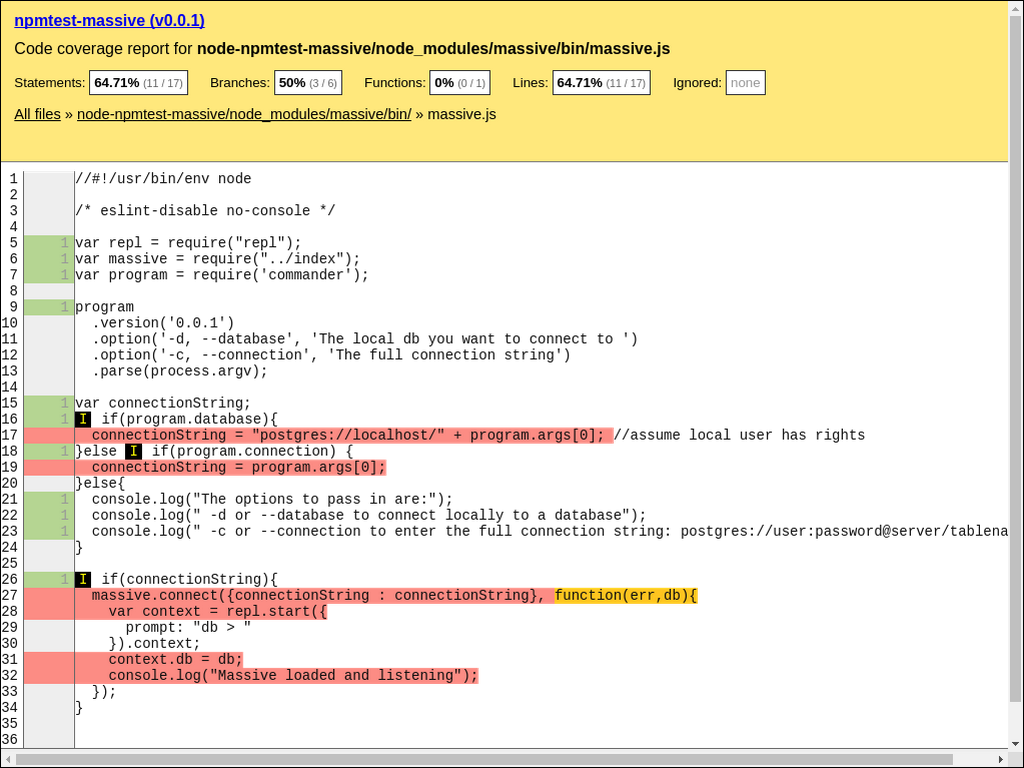 npmtest-massive (v0.0.1)
Code coverage report for node-npmtest-massive/node_modules/massive/bin/massive.js
Statements: 64.71% (11 / 17) Branches: 50% (3 / 6) Functions: 0% (0 / 1) Lines: 64.71% (11 / 17) Ignored: none
All files » node-npmtest-massive/node_modules/massive/bin/ » massive.js
1 //#!/usr/bin/env node
2
3 /* eslint-disable no-console */
4
5 1 var repl = require("repl");
6 1 var massive = require("../index");
7 1 var program = require('commander');
8
9 1 program
10   .version('0.0.1')
11   .option('-d, --database', 'The local db you want to connect to ')
12   .option('-c, --connection', 'The full connection string')
13   .parse(process.argv);
14
15 1 var connectionString;
16 1 I if(program.database){
17   connectionString = "postgres://localhost/" + program.args[0]; //assume local user has rights
18 1 }else I if(program.connection) {
19   connectionString = program.args[0];
20 }else{
21 1   console.log("The options to pass in are:");
22 1   console.log(" -d or --database to connect locally to a database");
23 1   console.log(" -c or --connection to enter the full connection string: postgres://user:password@server/tablena
24 }
25
26 1 I if(connectionString){
27   massive.connect({connectionString : connectionString}, function(err,db){
28     var context = repl.start({
29       prompt: "db > "
30     }).context;
31     context.db = db;
32     console.log("Massive loaded and listening");
33   });
34 }
35
36